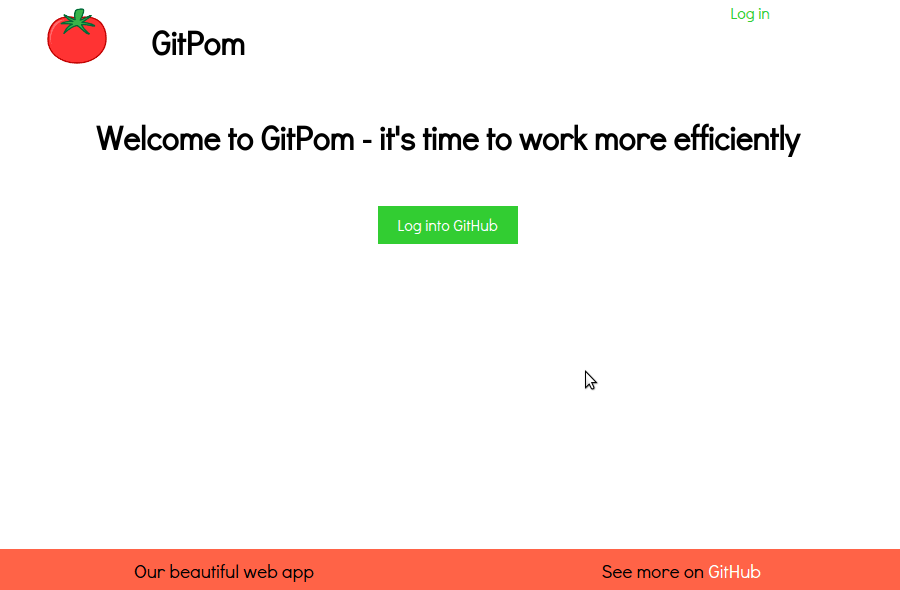 Log in
GitPom
Welcome to GitPom - it's time to work more efficiently
Log into GitHub
Our beautiful web app
See more on GitHub